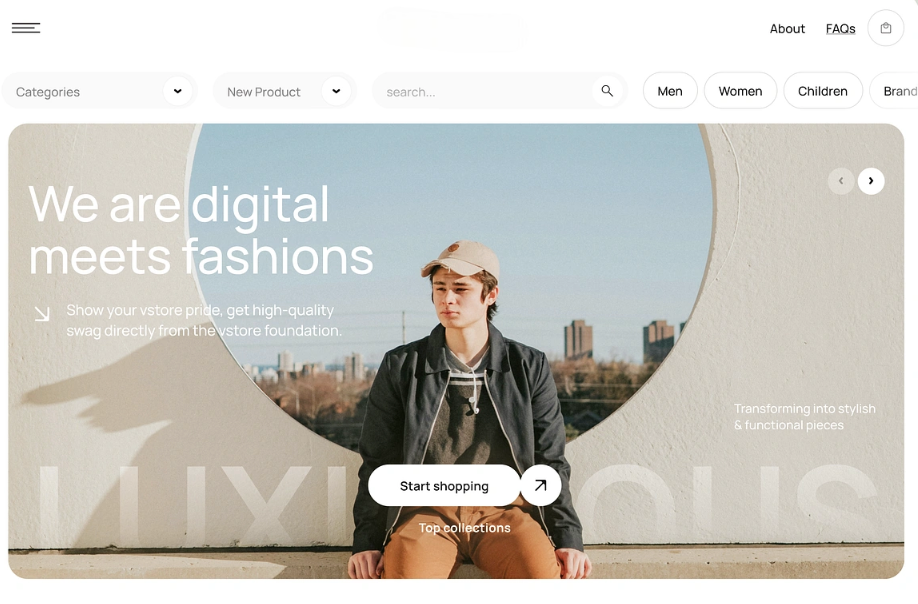 About
FAQs
Categories
New Product
search...
Men
Women
Children
Brand
We are digital
meets fashions
Show your vstore pride, get high-quality
swag directly from the vstore foundation.
Transforming into stylish
& functional pieces
LUXI OUS
Start shopping
Top collections